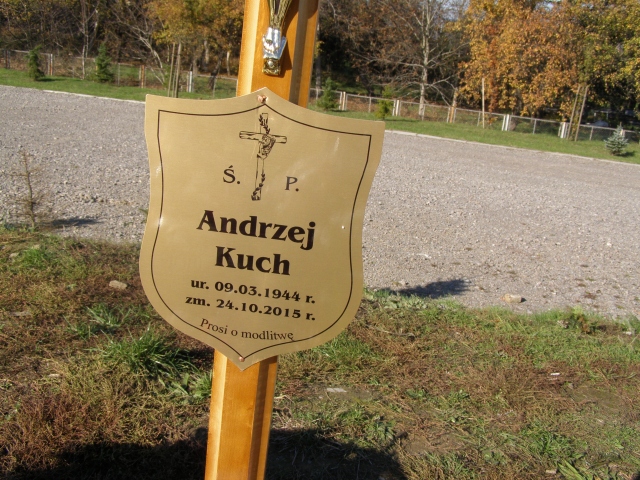 Ś. P.
Andrzej
Kuch
ur. 09.03.1944 r.
zm. 24.10.2015 r.
Prosi o modlitwę